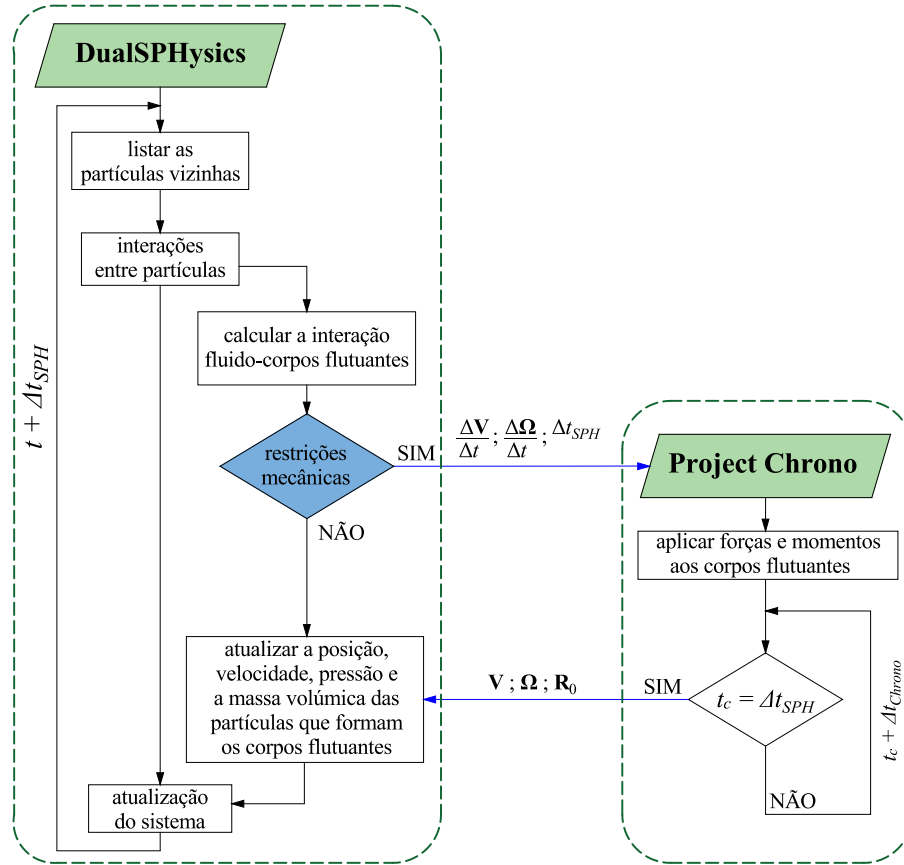 DualSPHysics
listar as
partículas vizinhas
interações
entre partículas
calcular a interação
fluido-corpos flutuantes
t + Δt_SPH
restrições
mecânicas
SIM
ΔV/Δt ; ΔΩ/Δt ; Δt_SPH
NÃO
Project Chrono
aplicar forças e momentos
aos corpos flutuantes
atualizar a posição,
velocidade, pressão e
a massa volúmica das
partículas que formam
os corpos flutuantes
V ; Ω ; R_0
SIM
t_c = Δt_SPH
t_c + Δt_Chrono
NÃO
atualização
do sistema